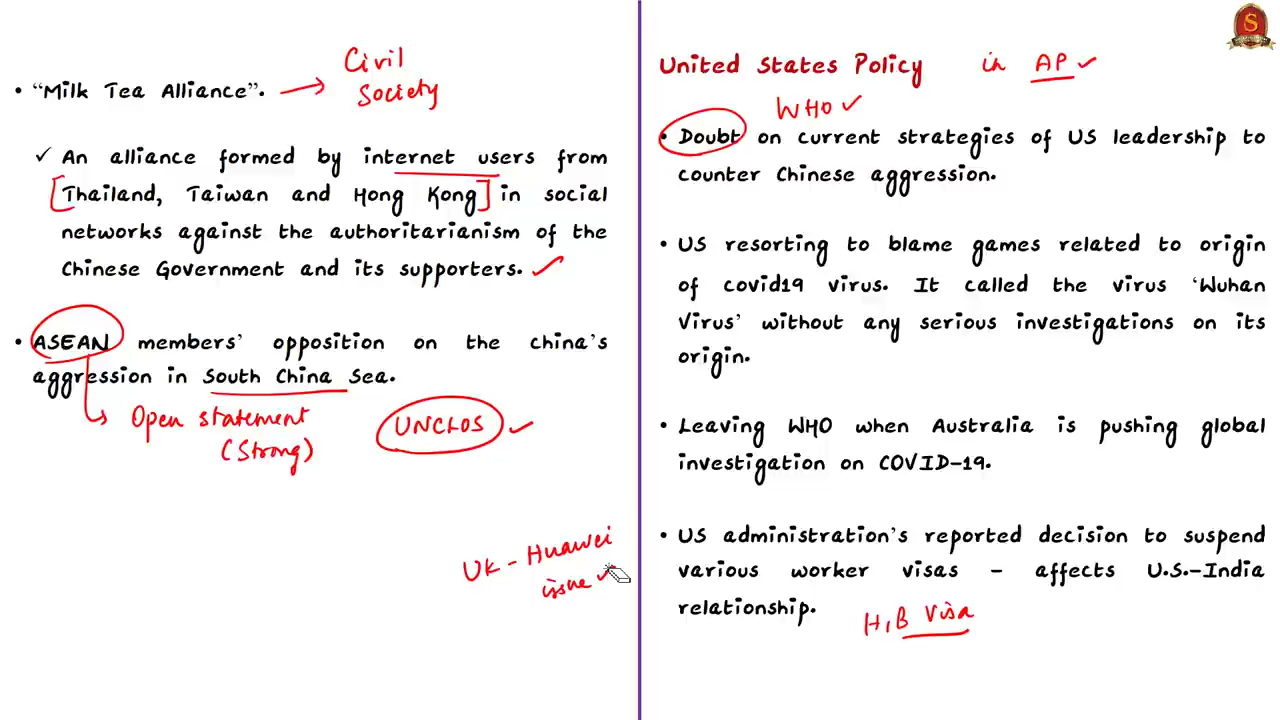 • "Milk Tea Alliance". → Civil
Society
✓ An alliance formed by internet users from
[Thailand, Taiwan and Hong Kong] in social
networks against the authoritarianism of the
Chinese Government and its supporters. ✓
• ASEAN members' opposition on the china's
aggression in South China Sea.
Open statement
(Strong)
UNCLOS ✓
UK - Huawei
issue ✓
United States Policy in AP ✓
WHO ✓
• Doubt on current strategies of US leadership to
counter Chinese aggression.
• US resorting to blame games related to origin
of covid19 virus. It called the virus 'Wuhan
Virus' without any serious investigations on its
origin.
• Leaving WHO when Australia is pushing global
investigation on COVID-19.
• US administration's reported decision to suspend
various worker visas – affects U.S.-India
relationship.
H1B Visa
S